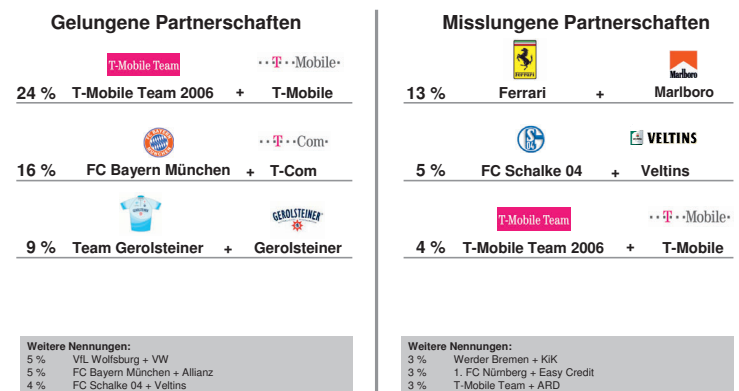 Gelungene Partnerschaften
T-Mobile Team
··T··Mobile·
24 % T-Mobile Team 2006 + T-Mobile
FC BAYERN MÜNCHEN
··T··Com·
16 % FC Bayern München + T-Com
GEROLSTEINER
9 % Team Gerolsteiner + Gerolsteiner
Weitere Nennungen:
5 % VfL Wolfsburg + VW
5 % FC Bayern München + Allianz
4 % FC Schalke 04 + Veltins
Misslungene Partnerschaften
Ferrari
Marlboro
13 % Ferrari + Marlboro
VELTINS
5 % FC Schalke 04 + Veltins
T-Mobile Team
··T··Mobile·
4 % T-Mobile Team 2006 + T-Mobile
Weitere Nennungen:
3 % Werder Bremen + KiK
3 % 1. FC Nürnberg + Easy Credit
3 % T-Mobile Team + ARD